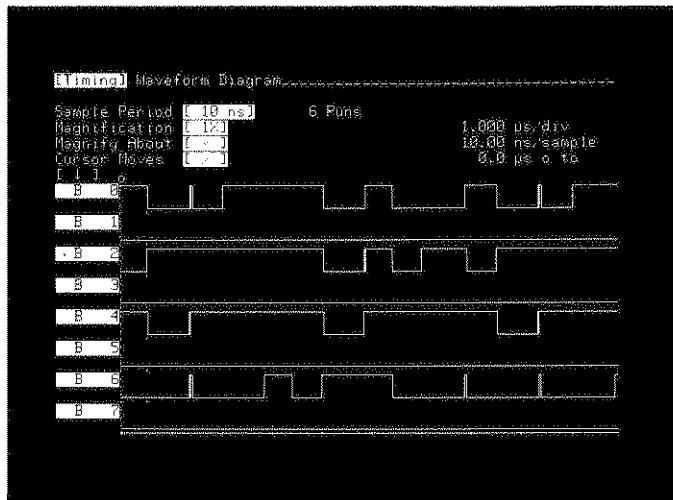 [Timing] Waveform Diagram
Sample Period [ 10 ns] 6 Runs
Magnification [ 1X] 1.000 µs/div
Magnify About 10.00 ns/sample
Cursor Moves 0.0 µs o to
[ ↓ ]
B 0
B 1
B 2
B 3
B 4
B 5
B 6
B 7